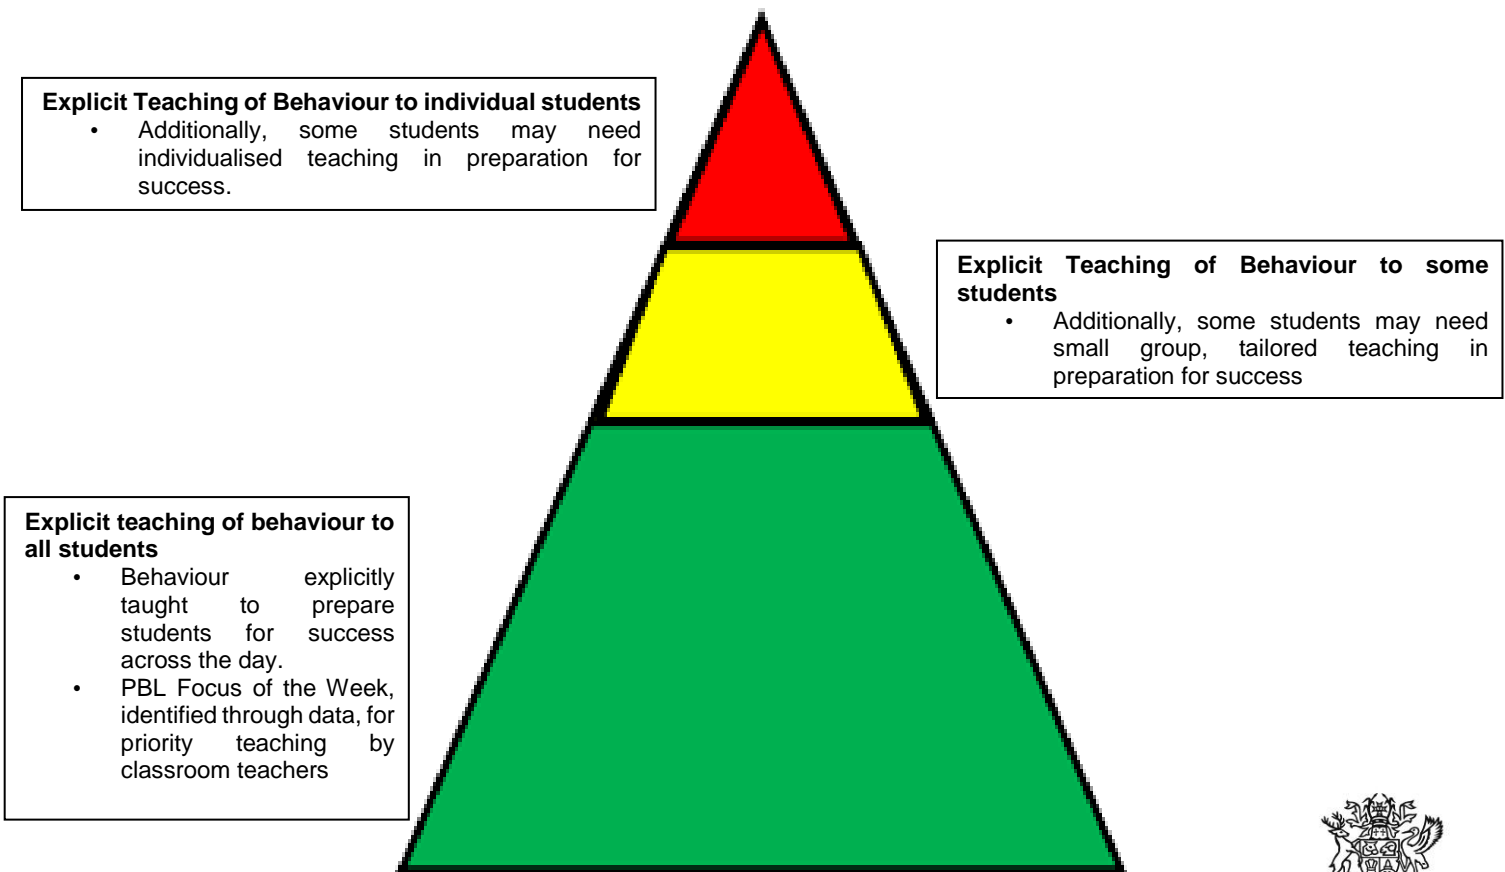 Explicit Teaching of Behaviour to individual students
• Additionally, some students may need
individualised teaching in preparation for
success.
Explicit Teaching of Behaviour to some
students
• Additionally, some students may need
small group, tailored teaching in
preparation for success
Explicit teaching of behaviour to
all students
• Behaviour explicitly
taught to prepare
students for success
across the day.
• PBL Focus of the Week,
identified through data, for
priority teaching by
classroom teachers